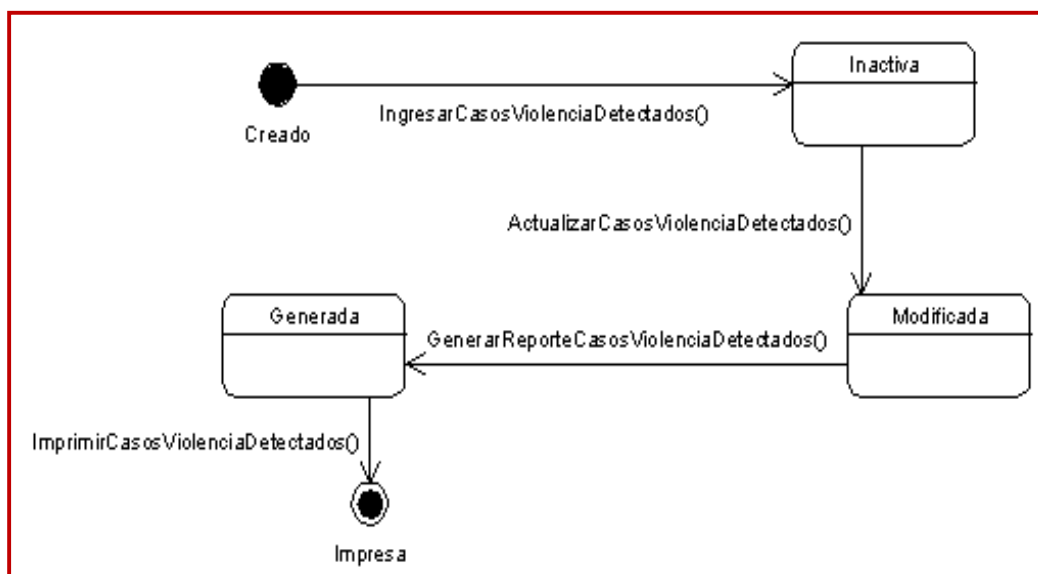 Inactiva
IngresarCasosViolenciaDetectados()
Creado
ActualizarCasosViolenciaDetectados()
Generada
Modificada
GenerarReporteCasosViolenciaDetectados()
ImprimirCasosViolenciaDetectados()
Impresa